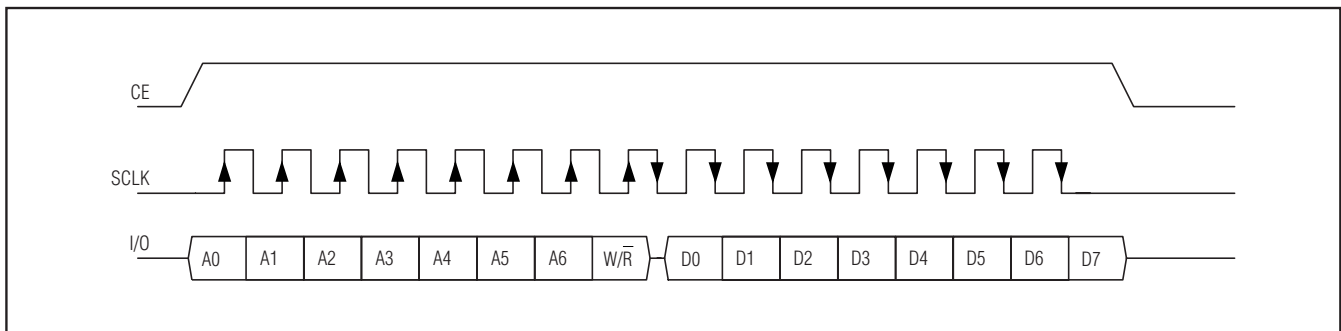 CE
SCLK
I/O A0 A1 A2 A3 A4 A5 A6 W/R̅ D0 D1 D2 D3 D4 D5 D6 D7